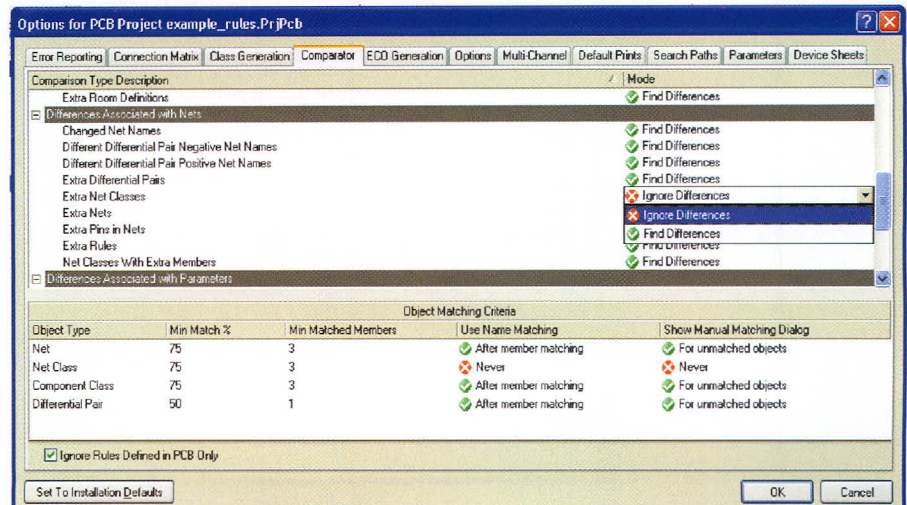 Options for PCB Project example_rules.PrjPcb
Error Reporting Connection Matrix Class Generation Comparator ECO Generation Options Multi-Channel Default Prints Search Paths Parameters Device Sheets
Comparison Type Description Mode
Extra Room Definitions Find Differences
Differences Associated with Nets
Changed Net Names Find Differences
Different Differential Pair Negative Net Names Find Differences
Different Differential Pair Positive Net Names Find Differences
Extra Differential Pairs Find Differences
Extra Net Classes Ignore Differences
Extra Nets Ignore Differences
Extra Pins in Nets Find Differences
Extra Rules Find Differences
Net Classes With Extra Members Find Differences
Differences Associated with Parameters
Object Matching Criteria
Object Type Min Match % Min Matched Members Use Name Matching Show Manual Matching Dialog
Net 75 3 After member matching For unmatched objects
Net Class 75 3 Never Never
Component Class 75 3 After member matching For unmatched objects
Differential Pair 50 1 After member matching For unmatched objects
Ignore Rules Defined in PCB Only
Set To Installation Defaults OK Cancel